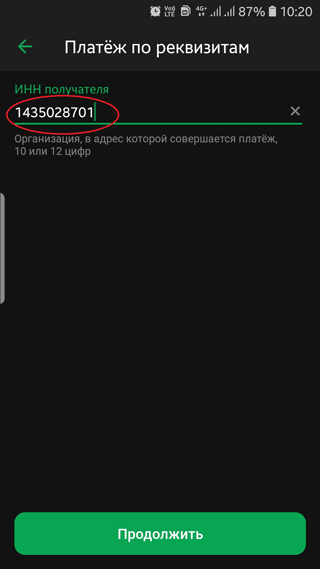 Vo)) LTE 4G+ 87% 10:20
Платёж по реквизитам
ИНН получателя
1435028701
Организация, в адрес которой совершается платёж,
10 или 12 цифр
Продолжить